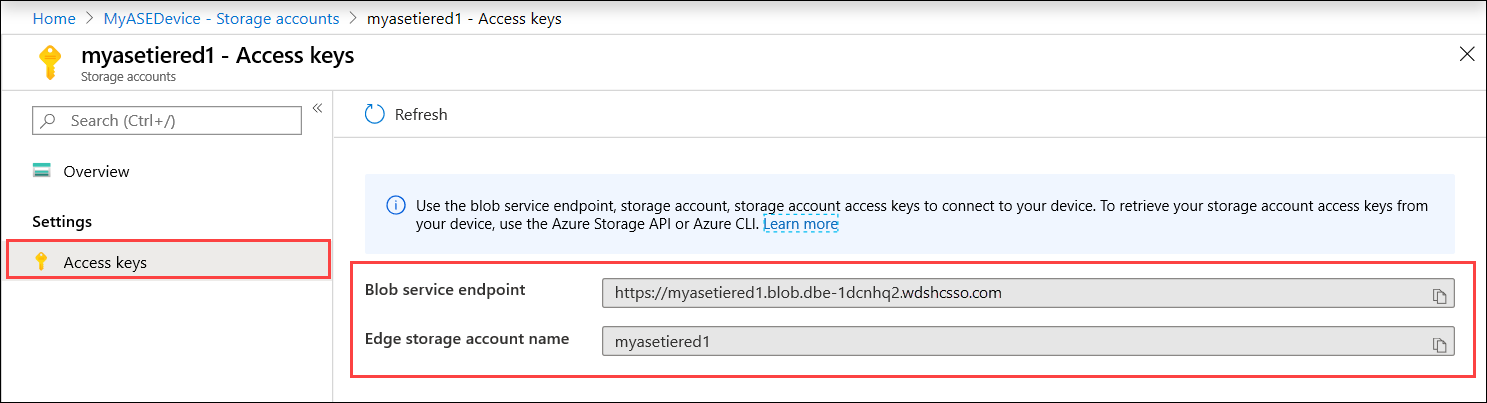 Home > MyASEDevice - Storage accounts > myasetiered1 - Access keys
myasetiered1 - Access keys
Storage accounts
Search (Ctrl+/)
«
Overview
Settings
Access keys
Refresh
Use the blob service endpoint, storage account, storage account access keys to connect to your device. To retrieve your storage account access keys from
your device, use the Azure Storage API or Azure CLI. Learn more
Blob service endpoint
https://myasetiered1.blob.dbe-1dcnhq2.wdshcsso.com
Edge storage account name
myasetiered1